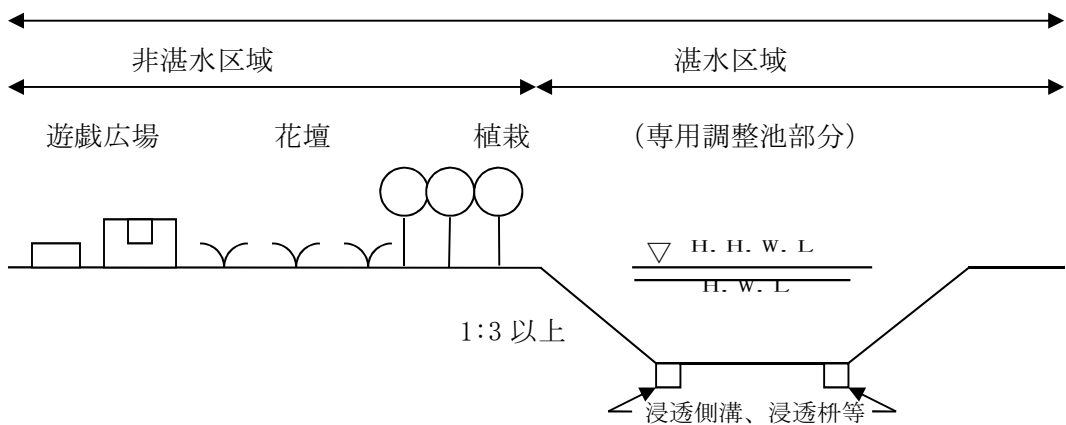 非湛水区域 湛水区域
遊戯広場 花壇 植栽 (専用調整池部分)
H.H.W.L
H.W.L
1:3以上
浸透側溝、浸透枡等